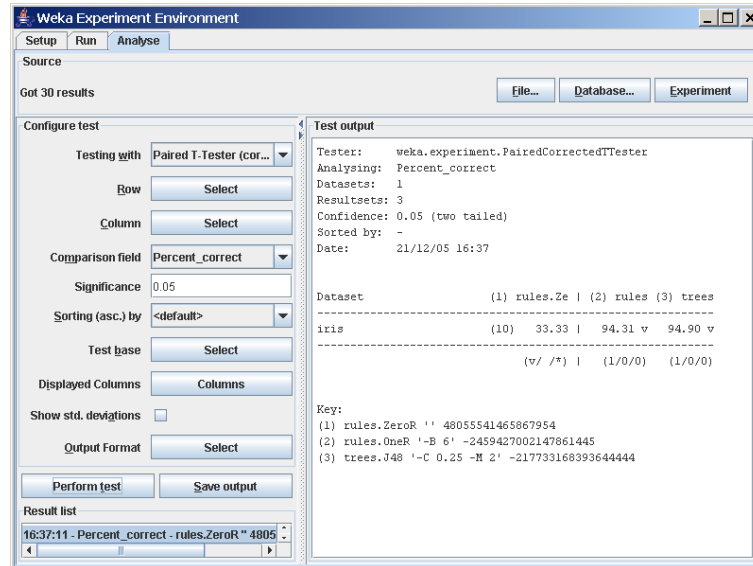 Weka Experiment Environment
Setup Run Analyse
Source
Got 30 results
File... Database... Experiment
Configure test
Testing with Paired T-Tester (cor...
Row Select
Column Select
Comparison field Percent_correct
Significance 0.05
Sorting (asc.) by <default>
Test base Select
Displayed Columns Columns
Show std. deviations
Output Format Select
Perform test Save output
Result list
16:37:11 - Percent_correct - rules.ZeroR '' 4805
Test output
Tester: weka.experiment.PairedCorrectedTTester
Analysing: Percent_correct
Datasets: 1
Resultsets: 3
Confidence: 0.05 (two tailed)
Sorted by: -
Date: 21/12/05 16:37
Dataset (1) rules.Ze | (2) rules (3) trees
--------------------------------------------------------------
iris (10) 33.33 | 94.31 v 94.90 v
--------------------------------------------------------------
(v/ /*) | (1/0/0) (1/0/0)
Key:
(1) rules.ZeroR '' 48055541465867954
(2) rules.OneR '-B 6' -2459427002147861445
(3) trees.J48 '-C 0.25 -M 2' -217733168393644444